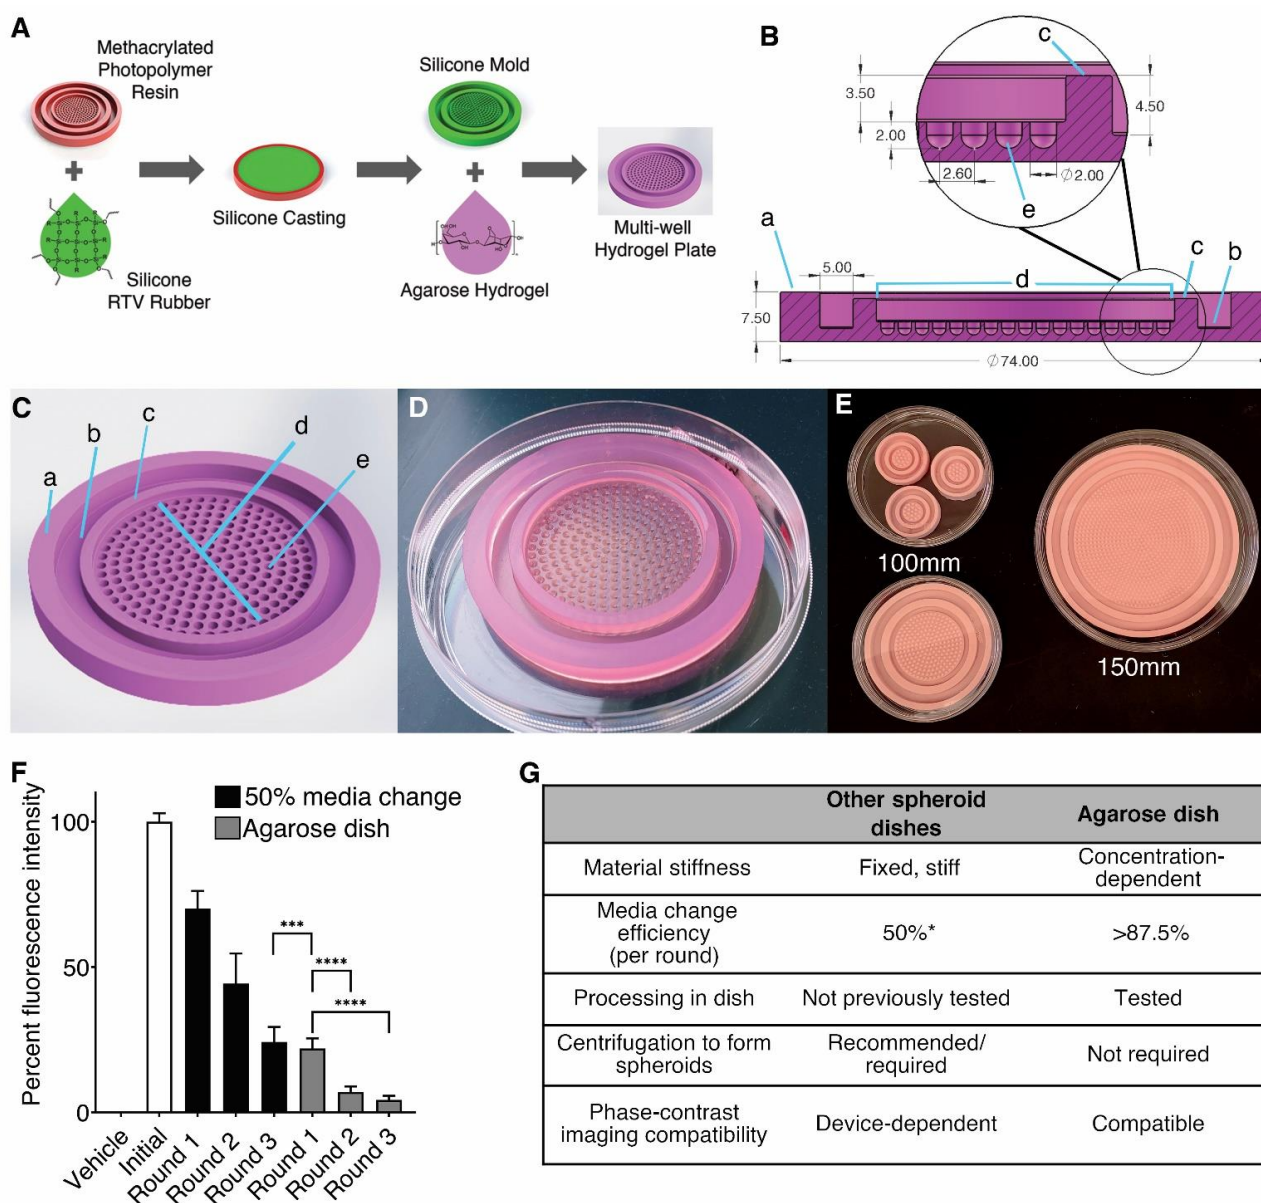 A
Methacrylated
Photopolymer
Resin
Silicone
RTV Rubber
Silicone Casting
Silicone Mold
Agarose Hydrogel
Multi-well
Hydrogel Plate
B
c
3.50
4.50
2.00
2.60
∅2.00
e
a
5.00
d
c
b
7.50
∅74.00
C
a
b
c
d
e
D
E
100mm
150mm
F
Percent fluorescence intensity
50% media change
Agarose dish
100
50
0
***
****
****
Vehicle
Initial
Round 1
Round 2
Round 3
Round 1
Round 2
Round 3
G
Other spheroid
dishes
Agarose dish
Material stiffness
Fixed, stiff
Concentration-
dependent
Media change
efficiency
(per round)
50%*
>87.5%
Processing in dish
Not previously tested
Tested
Centrifugation to form
spheroids
Recommended/
required
Not required
Phase-contrast
imaging compatibility
Device-dependent
Compatible